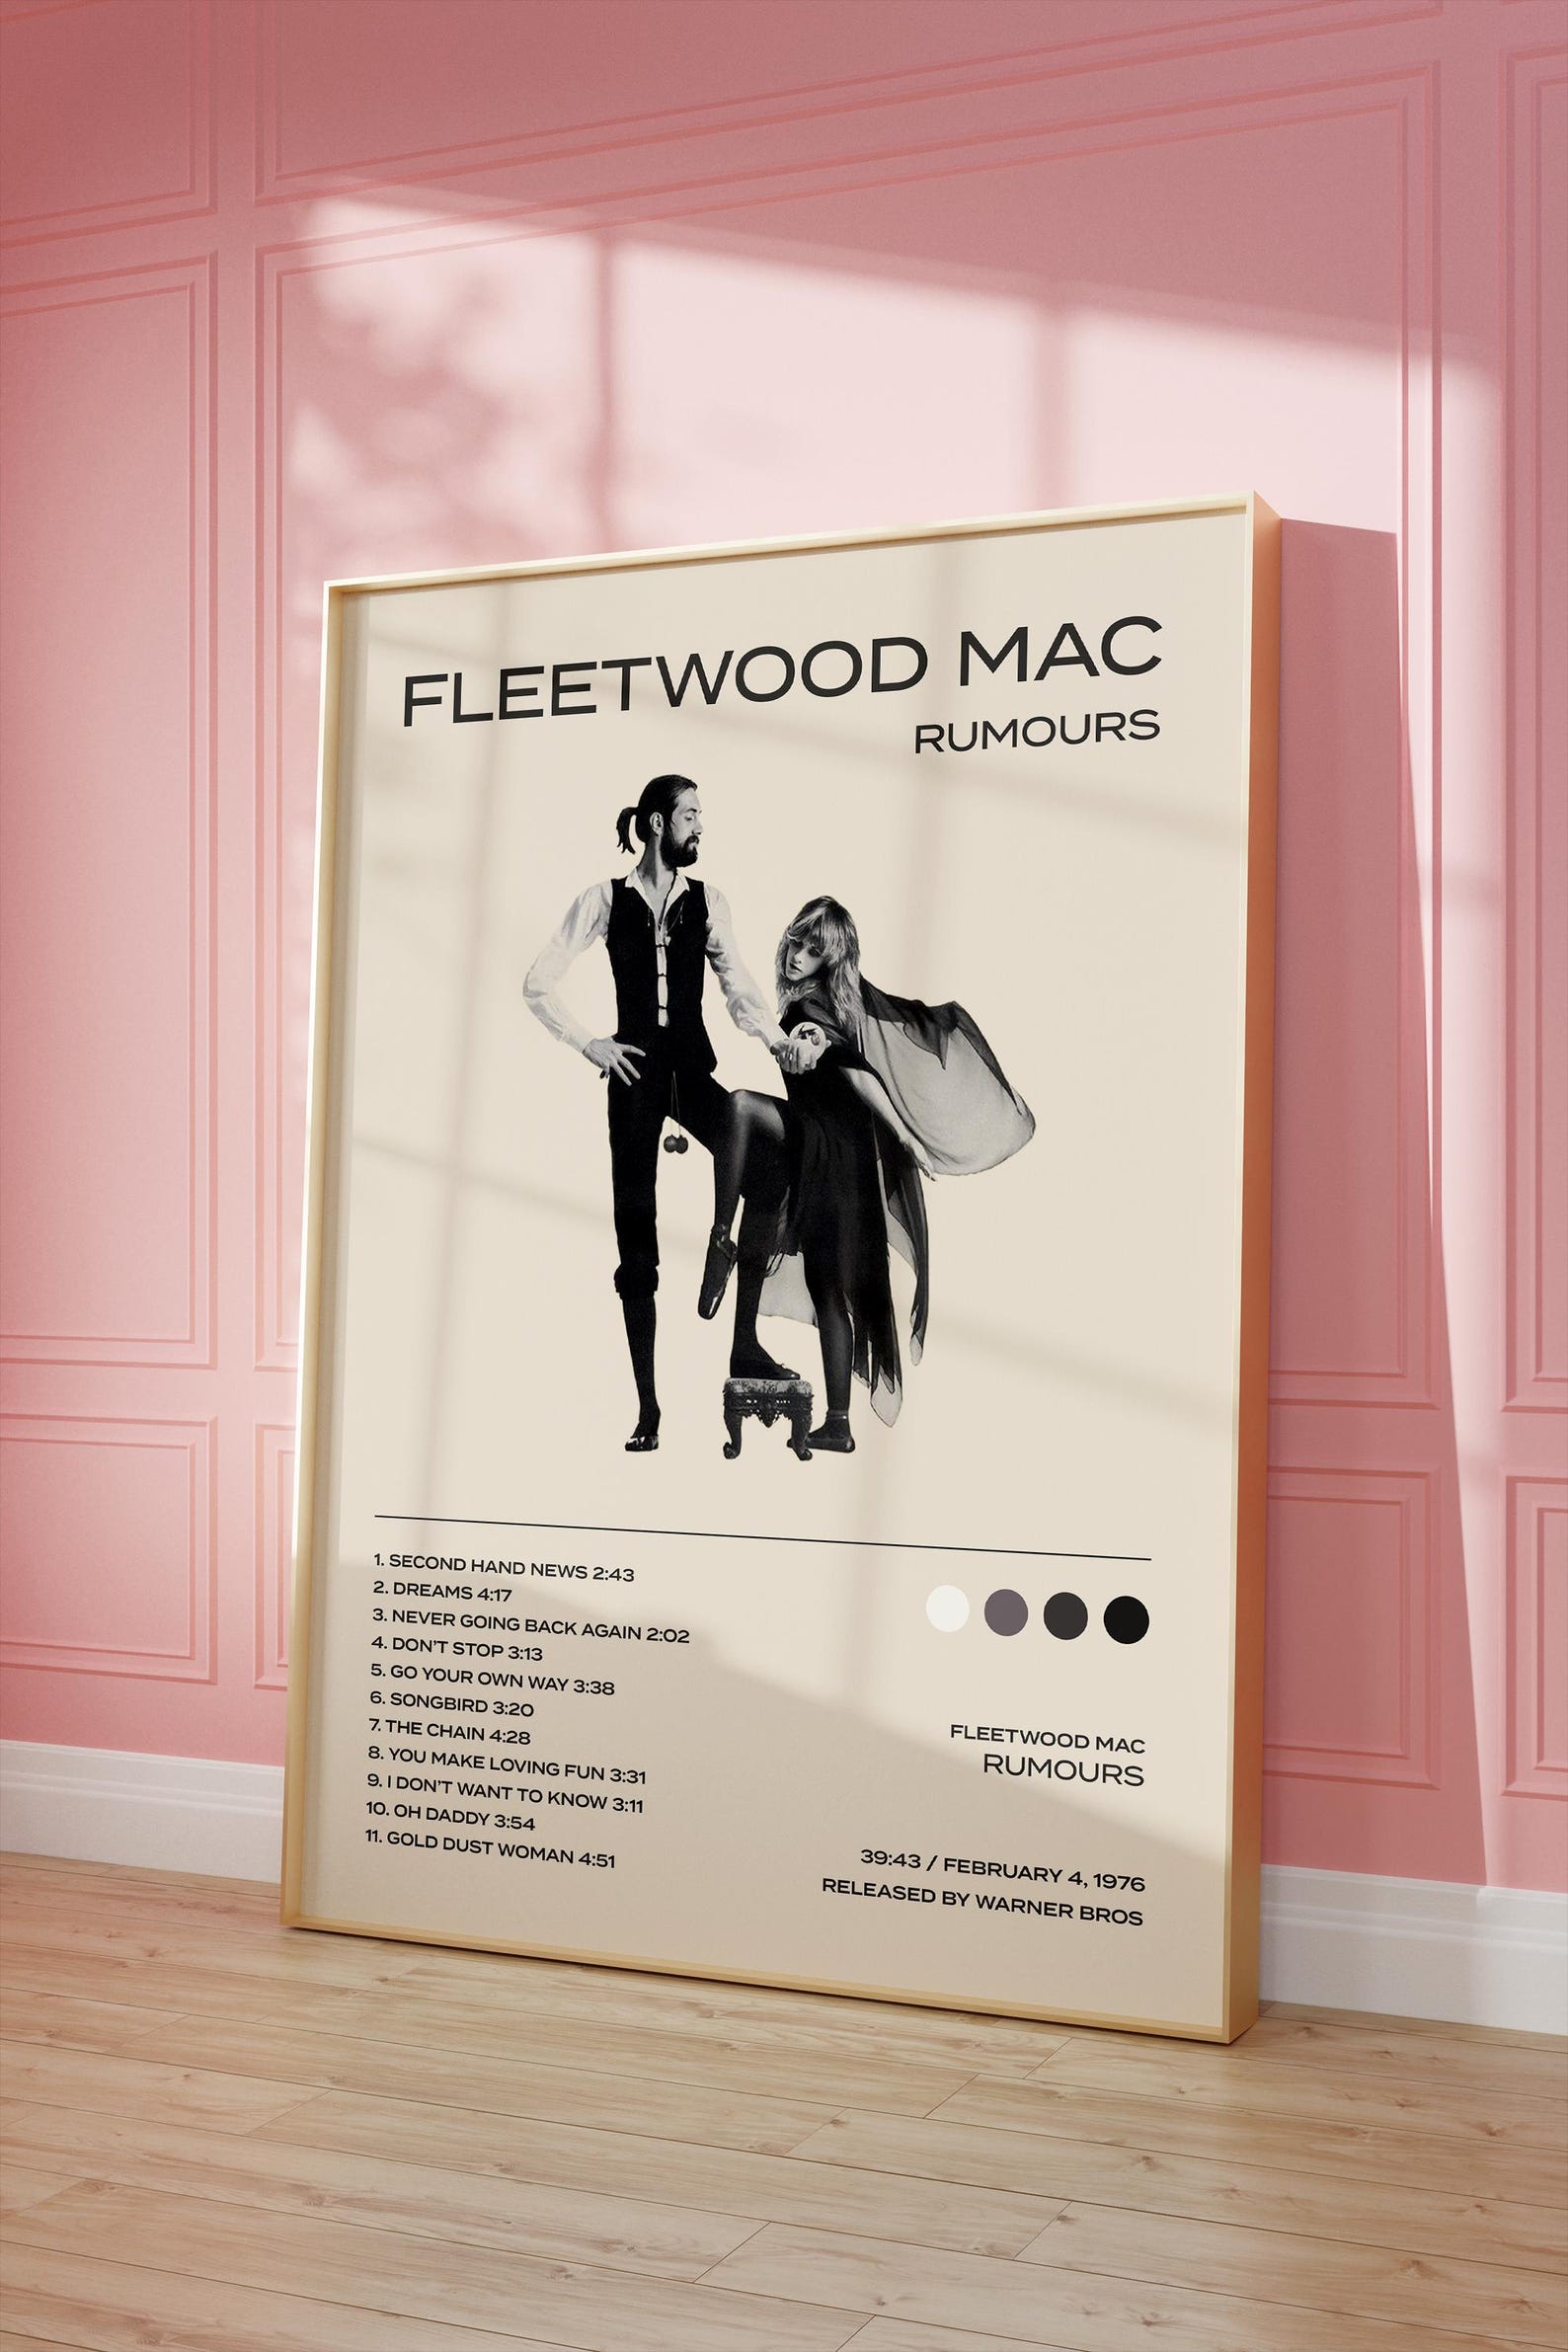 FLEETWOOD MAC
RUMOURS
1. SECOND HAND NEWS 2:43
2. DREAMS 4:17
3. NEVER GOING BACK AGAIN 2:02
4. DON'T STOP 3:13
5. GO YOUR OWN WAY 3:38
6. SONGBIRD 3:20
7. THE CHAIN 4:28
8. YOU MAKE LOVING FUN 3:31
9. I DON'T WANT TO KNOW 3:11
10. OH DADDY 3:54
11. GOLD DUST WOMAN 4:51
FLEETWOOD MAC
RUMOURS
39:43 / FEBRUARY 4, 1976
RELEASED BY WARNER BROS